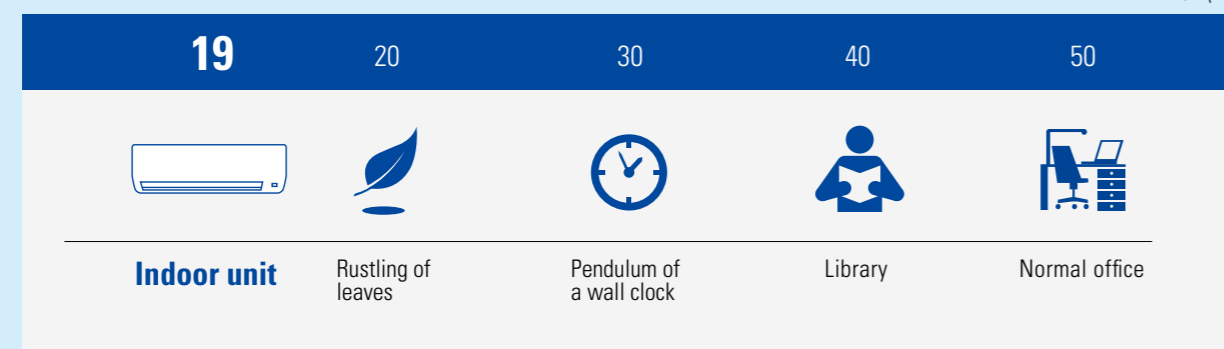 19 20 30 40 50
Indoor unit
Rustling of
leaves
Pendulum of
a wall clock
Library
Normal office